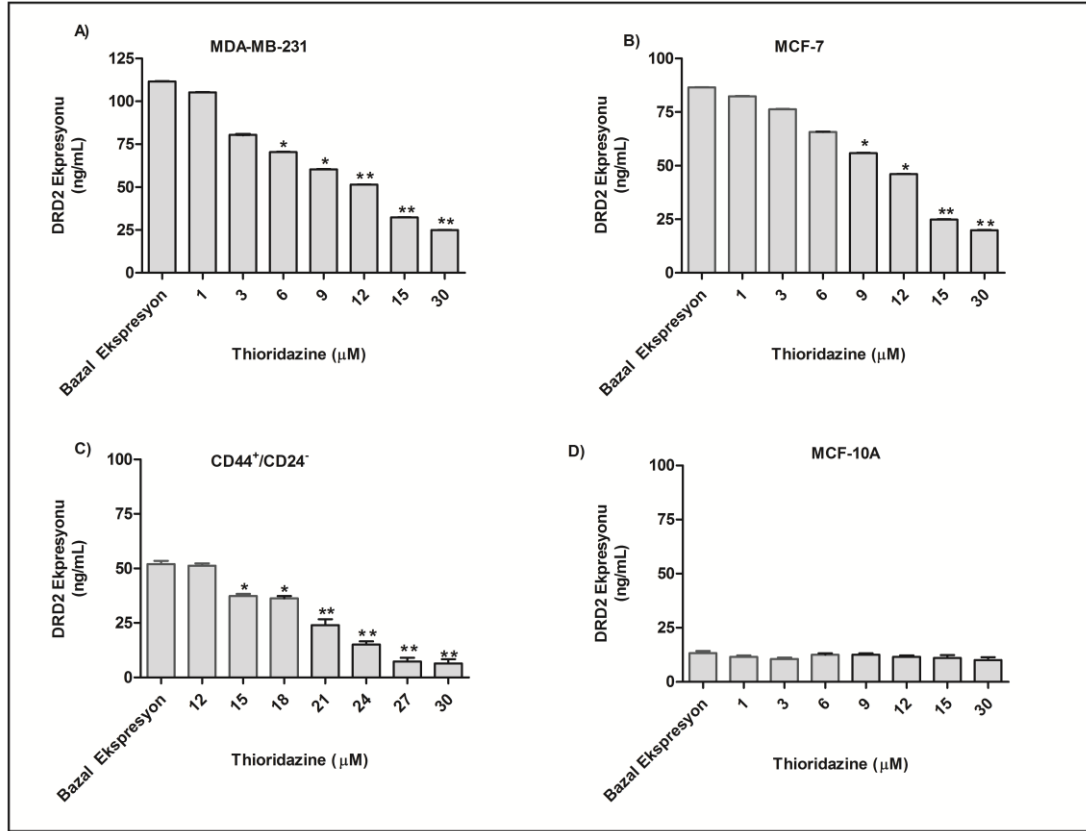 A)
MDA-MB-231
DRD2 Ekpresyonu
(ng/mL)
125
100
75
50
25
0
*
*
**
**
**
Bazal Ekspresyon
1
3
6
9
12
15
30
Thioridazine (μM)
B)
MCF-7
DRD2 Ekpresyonu
(ng/mL)
100
75
50
25
0
*
*
**
**
Bazal Ekspresyon
1
3
6
9
12
15
30
Thioridazine (μM)
C)
CD44⁺/CD24⁻
DRD2 Ekpresyonu
(ng/mL)
100
75
50
25
0
*
*
**
**
**
**
Bazal Ekspresyon
12
15
18
21
24
27
30
Thioridazine (μM)
D)
MCF-10A
DRD2 Ekpresyonu
(ng/mL)
100
75
50
25
0
Bazal Ekspresyon
1
3
6
9
12
15
30
Thioridazine (μM)